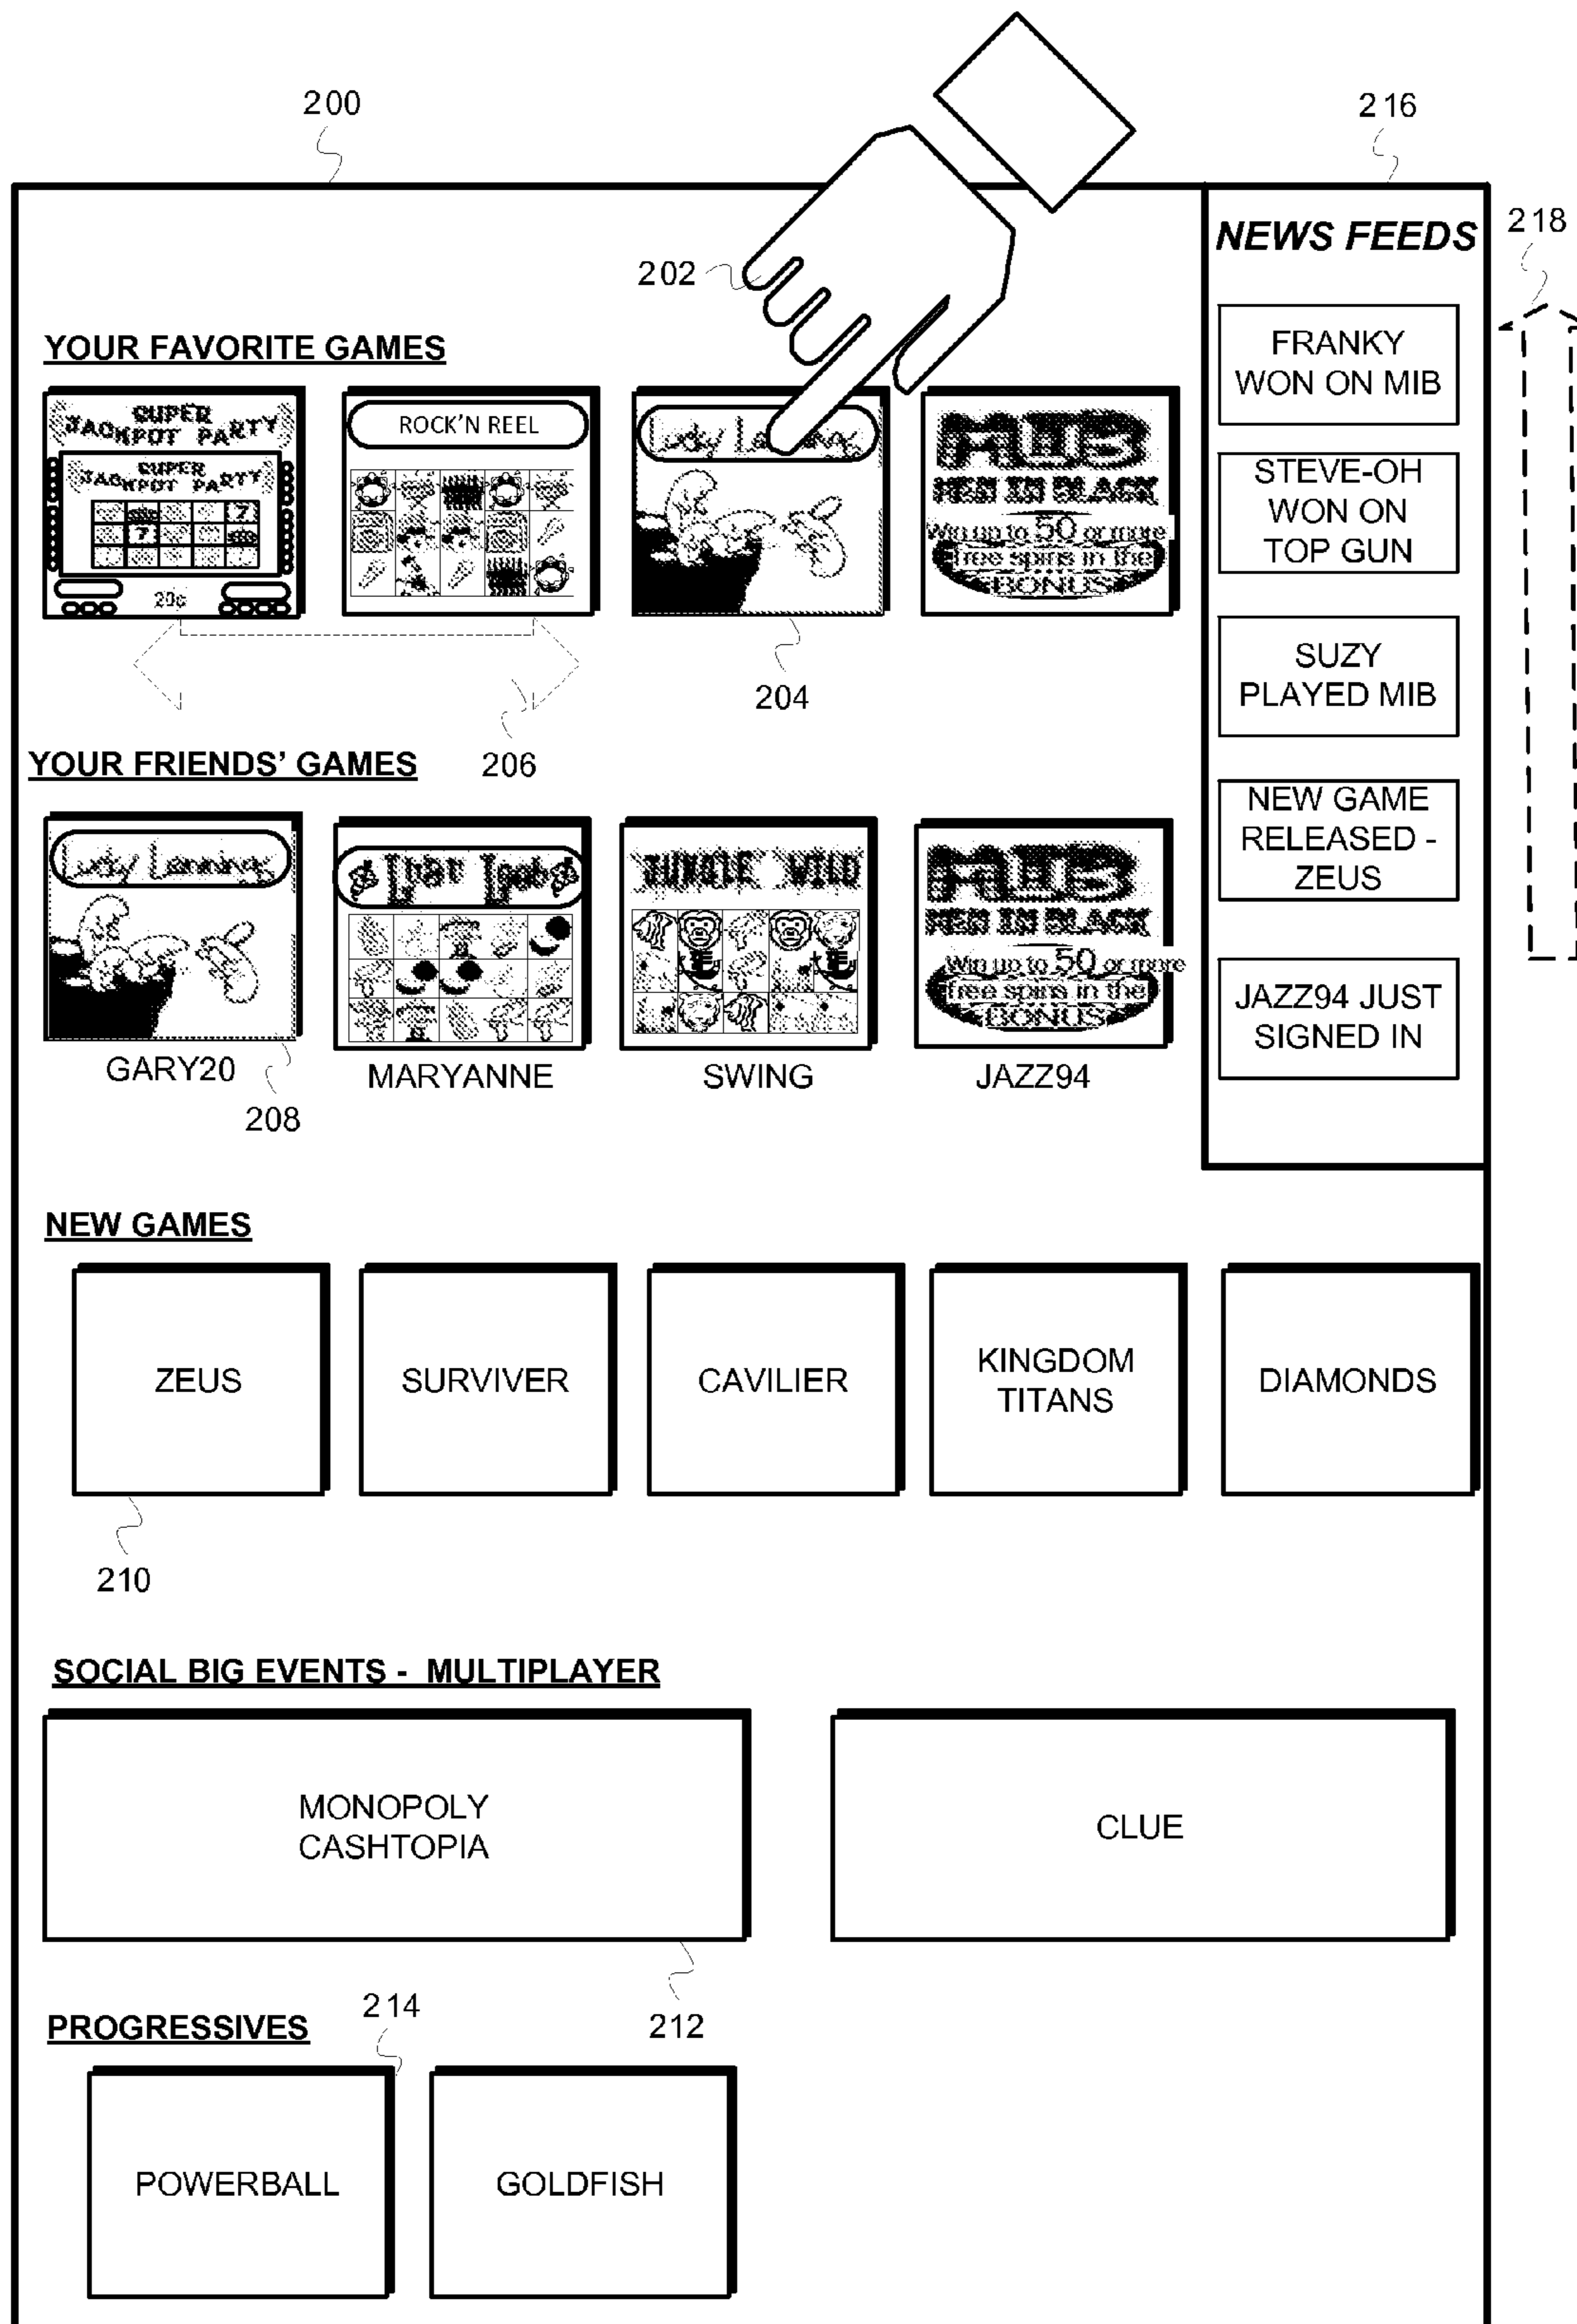 200
216
218
NEWS FEEDS
202
YOUR FAVORITE GAMES
SUPER
JACKPOT PARTY
SUPER
JACKPOT PARTY
7
7
20¢
ROCK'N REEL
Lucky
MIB
MEN IN BLACK
Win up to 50 or more
free spins in the
BONUS
FRANKY
WON ON MIB
STEVE-OH
WON ON
TOP GUN
SUZY
PLAYED MIB
NEW GAME
RELEASED -
ZEUS
JAZZ94 JUST
SIGNED IN
204
206
YOUR FRIENDS' GAMES
Lucky Lemmings
JUNGLE WILD
MIB
MEN IN BLACK
Win up to 50 or more
free spins in the
BONUS
GARY20
MARYANNE
SWING
JAZZ94
208
NEW GAMES
ZEUS
SURVIVER
CAVILIER
KINGDOM
TITANS
DIAMONDS
210
SOCIAL BIG EVENTS - MULTIPLAYER
MONOPOLY
CASHTOPIA
CLUE
212
214
PROGRESSIVES
POWERBALL
GOLDFISH